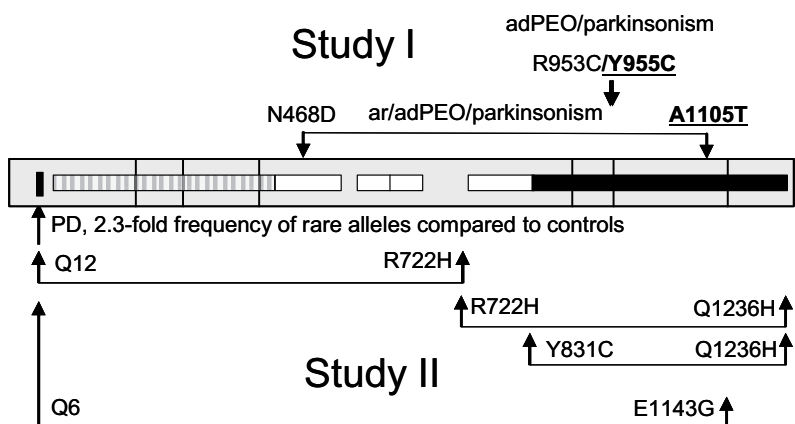 Study I
adPEO/parkinsonism
R953C/Y955C
N468D ar/adPEO/parkinsonism A1105T
PD, 2.3-fold frequency of rare alleles compared to controls
Q12 R722H
R722H Q1236H
Y831C Q1236H
Study II
Q6 E1143G